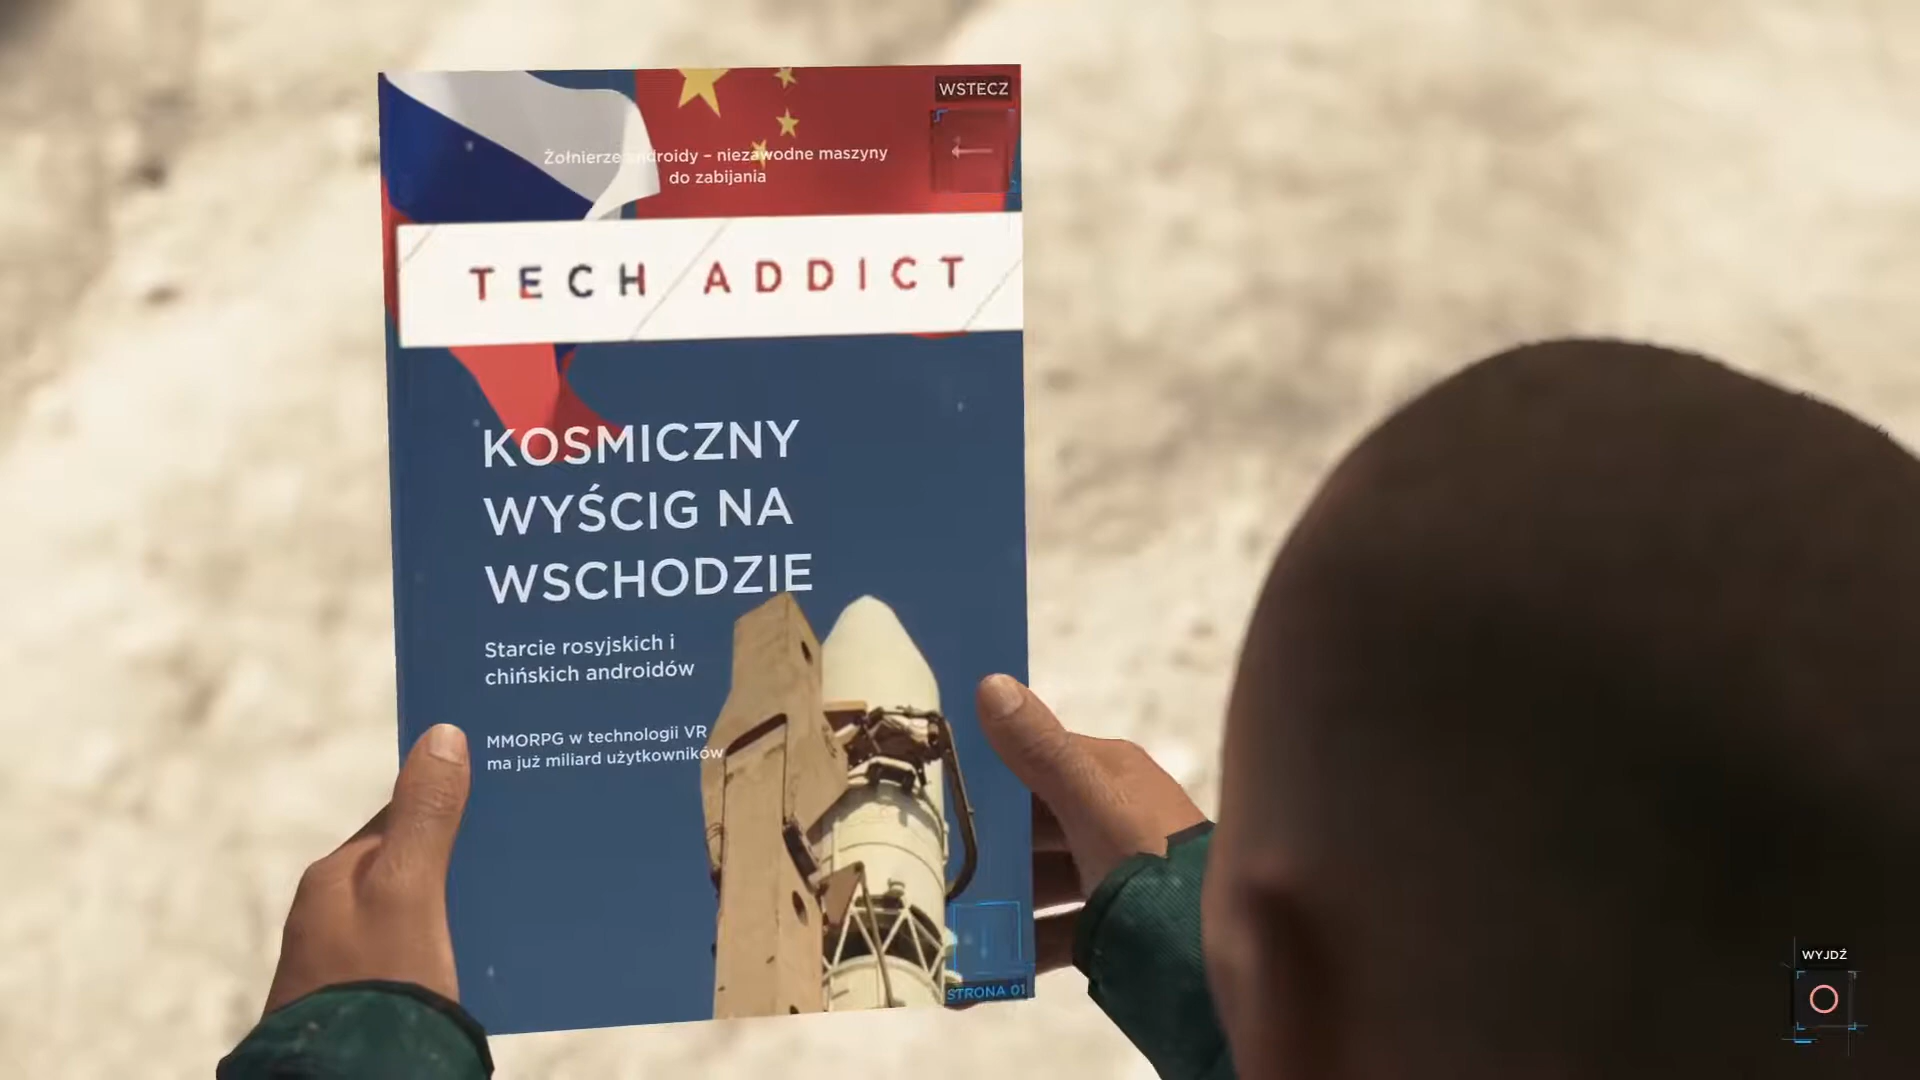 WSTECZ
Żołnierze androidy – niezawodne maszyny
do zabijania
TECH ADDICT
KOSMICZNY
WYŚCIG NA
WSCHODZIE
Starcie rosyjskich i
chińskich androidów
MMORPG w technologii VR
ma już miliard użytkowników
STRONA 01
WYJDŹ